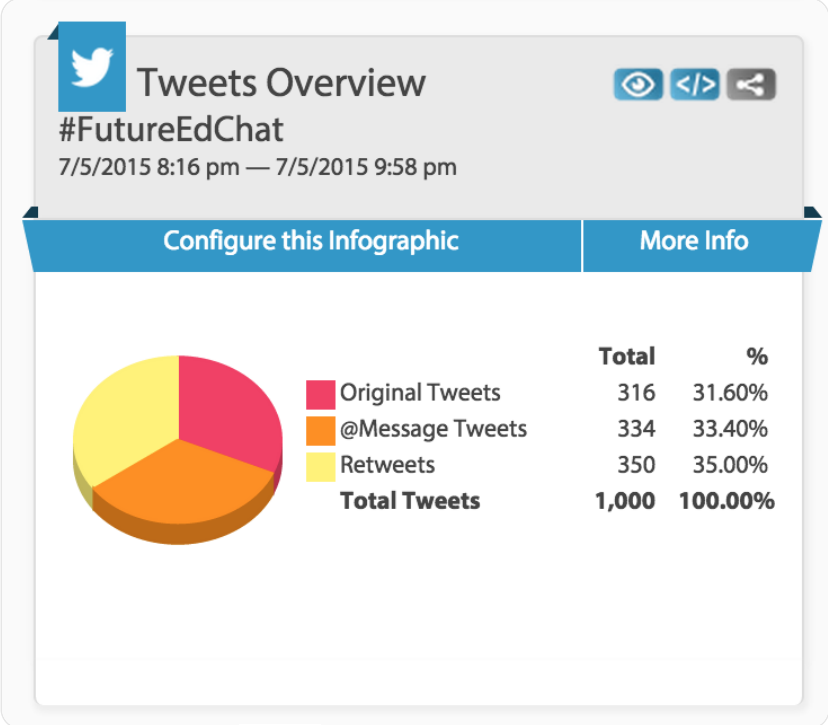 Tweets Overview
#FutureEdChat
7/5/2015 8:16 pm — 7/5/2015 9:58 pm
Configure this Infographic More Info
Total %
Original Tweets 316 31.60%
@Message Tweets 334 33.40%
Retweets 350 35.00%
Total Tweets 1,000 100.00%